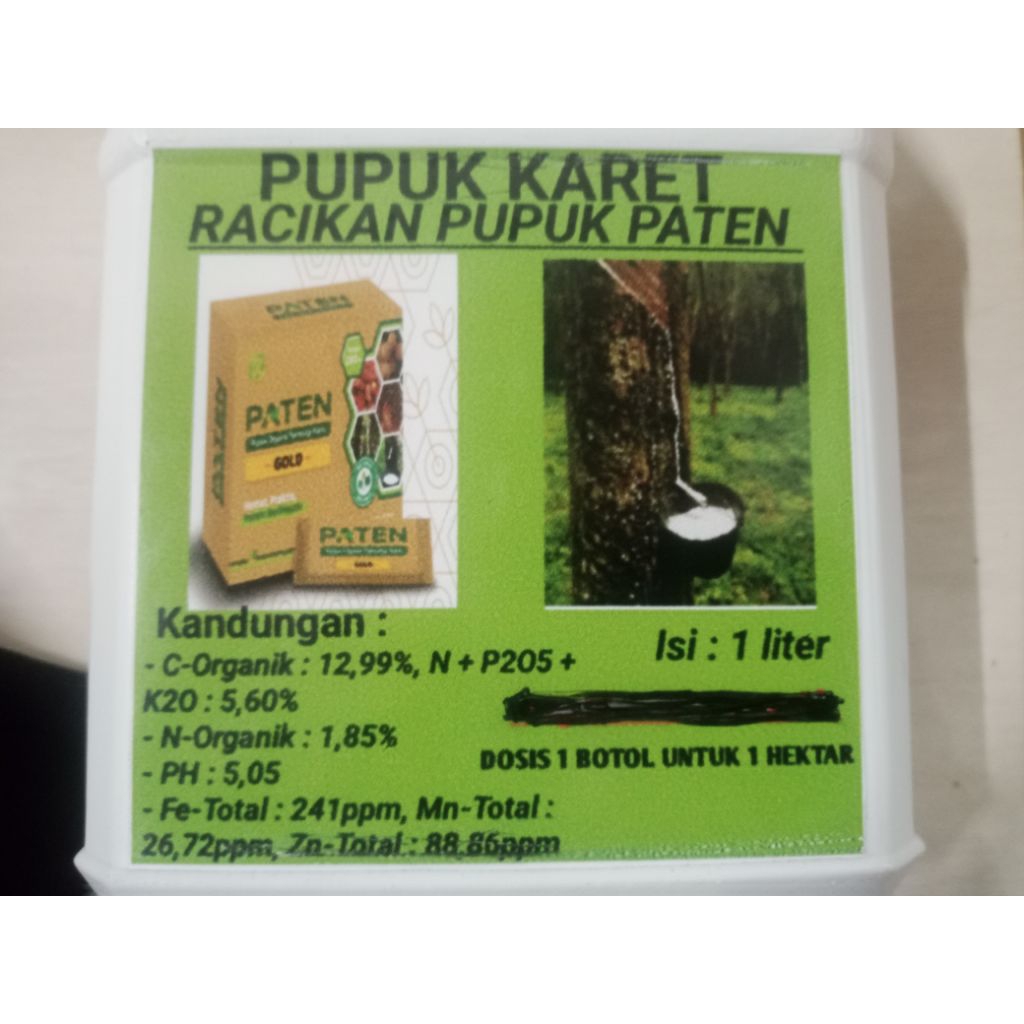 PUPUK KARET
RACIKAN PUPUK PATEN
PATEN
PATEN
GOLD
PATEN
GOLD
Kandungan :
- C-Organik : 12,99%, N + P2O5 +
K2O : 5,60%
- N-Organik : 1,85%
- PH : 5,05
- Fe-Total : 241ppm, Mn-Total :
26,72ppm, Zn-Total : 88,86ppm
Isi : 1 liter
DOSIS 1 BOTOL UNTUK 1 HEKTAR